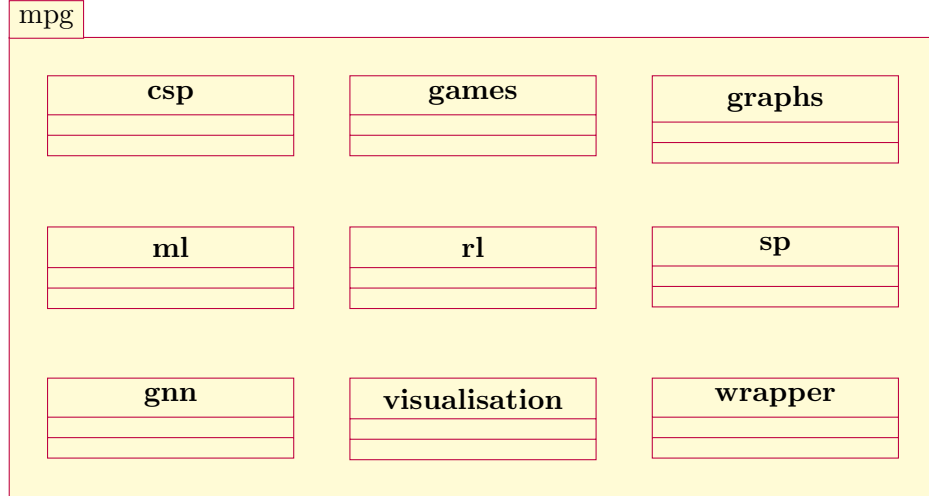 mpg
csp
games
graphs
ml
rl
sp
gnn
visualisation
wrapper